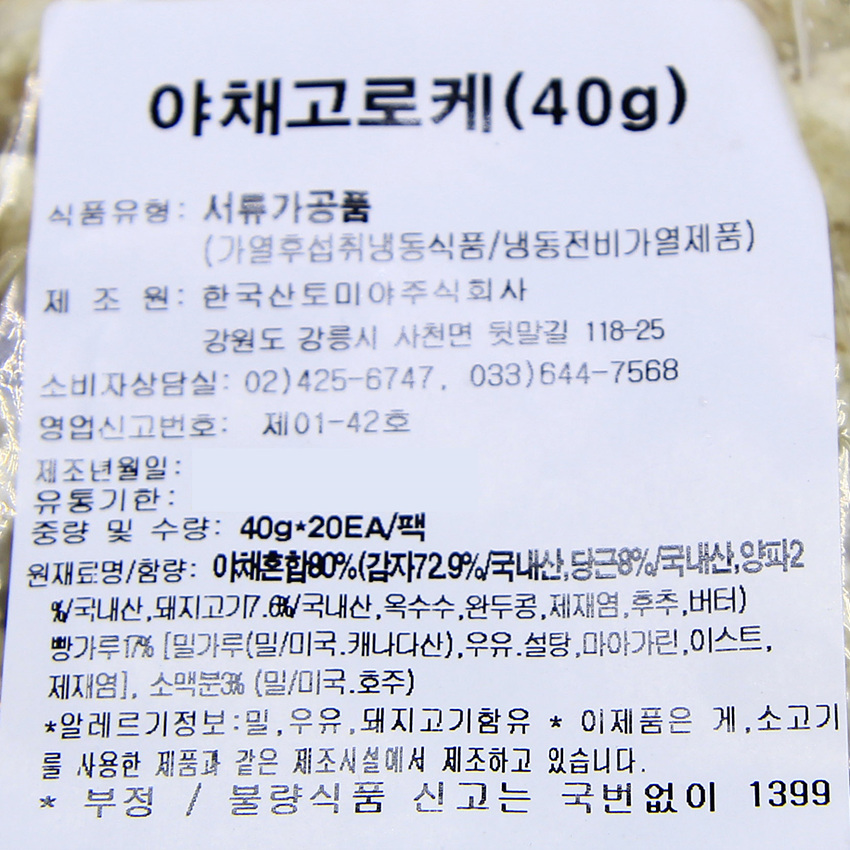 야채고로케(40g)
식품유형: 서류가공품
(가열후섭취냉동식품/냉동전비가열제품)
제 조 원: 한국산토미야주식회사
강원도 강릉시 사천면 뒷말길 118-25
소비자상담실: 02)425-6747, 033)644-7568
영업신고번호: 제01-42호
제조년월일:
유통기한:
중량 및 수량: 40g*20EA/팩
원재료명/함량: 야채혼합80%(감자72.9%/국내산,당근8%/국내산,양파2
%/국내산,돼지고기7.6%/국내산,옥수수,완두콩,제재염,후추,버터)
빵가루17% [밀가루(밀/미국.캐나다산),우유.설탕,마아가린,이스트,
제재염], 소맥분3% (밀/미국.호주)
*알레르기정보:밀,우유,돼지고기함유 * 이제품은 게,소고기
를 사용한 제품과 같은 제조시설에서 제조하고 있습니다.
* 부정 / 불량식품 신고는 국번없이 1399